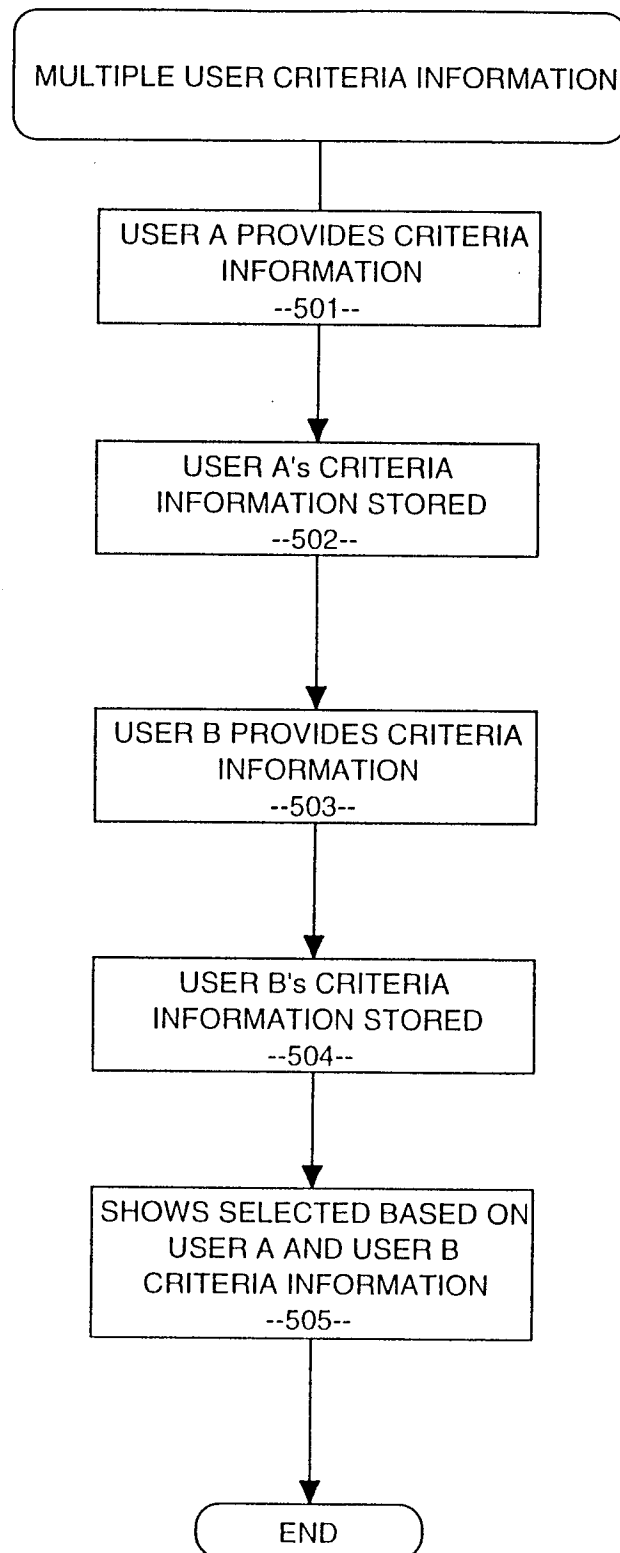 MULTIPLE USER CRITERIA INFORMATION
USER A PROVIDES CRITERIA
INFORMATION
--501--
USER A's CRITERIA
INFORMATION STORED
--502--
USER B PROVIDES CRITERIA
INFORMATION
--503--
USER B's CRITERIA
INFORMATION STORED
--504--
SHOWS SELECTED BASED ON
USER A AND USER B
CRITERIA INFORMATION
--505--
END